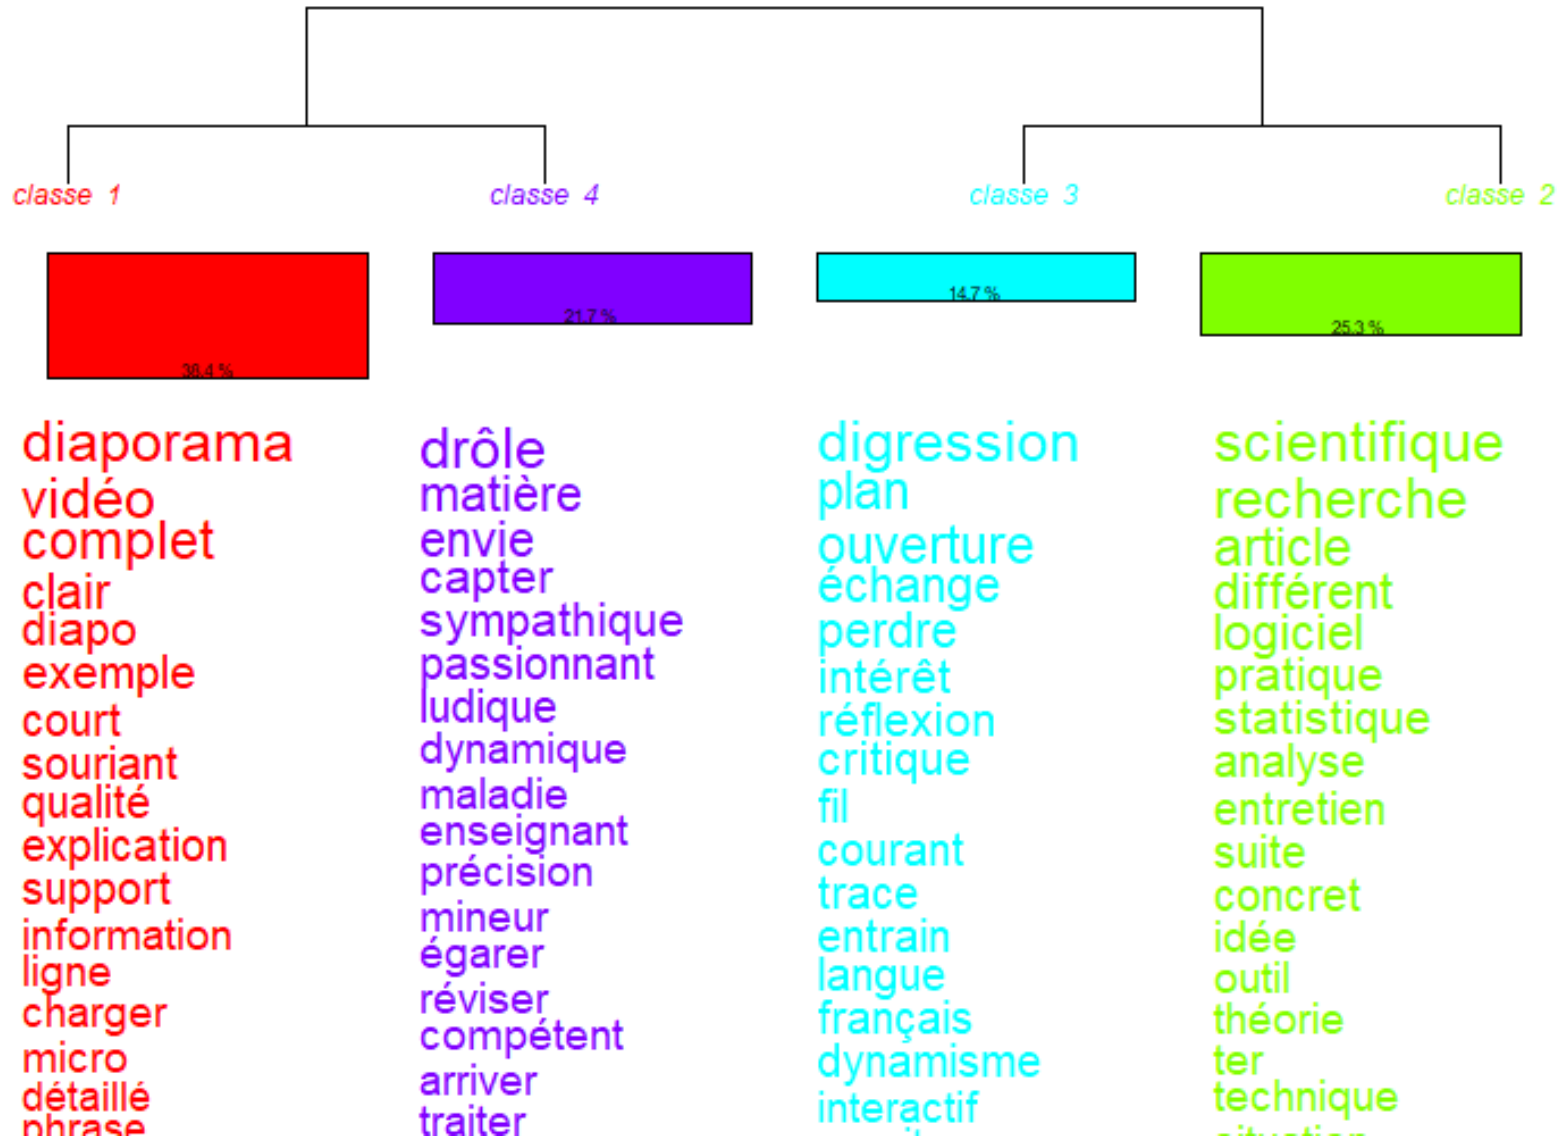 classe 1
classe 4
classe 3
classe 2
38.4 %
21.7 %
14.7 %
25.3 %
diaporama
vidéo
complet
clair
diapo
exemple
court
souriant
qualité
explication
support
information
ligne
charger
micro
détaillé
phrase
drôle
matière
envie
capter
sympathique
passionnant
ludique
dynamique
maladie
enseignant
précision
mineur
égarer
réviser
compétent
arriver
traiter
digression
plan
ouverture
échange
perdre
intérêt
réflexion
critique
fil
courant
trace
entrain
langue
français
dynamisme
interactif
scientifique
recherche
article
différent
logiciel
pratique
statistique
analyse
entretien
suite
concret
idée
outil
théorie
ter
technique
situation